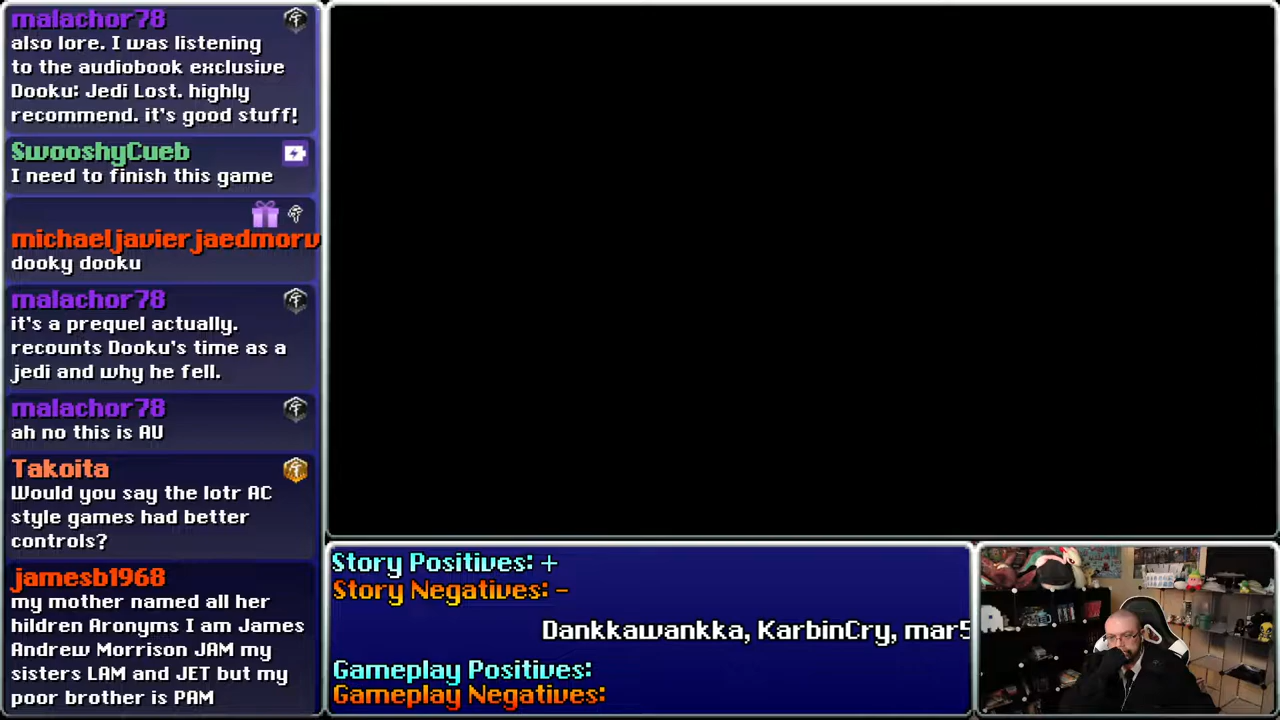 malachor78
also lore. I was listening
to the audiobook exclusive
Dooku: Jedi Lost. highly
recommend. it's good stuff!
SwooshyCueb
I need to finish this game
michaeljavierjaedmorv
dooky dooku
malachor78
it's a prequel actually.
recounts Dooku's time as a
jedi and why he fell.
malachor78
ah no this is AU
Takoita
Would you say the lotr AC
style games had better
controls?
jamesb1968
my mother named all her
hildren Aronyms I am James
Andrew Morrison JAM my
sisters LAM and JET but my
poor brother is PAM
Story Positives: +
Story Negatives: -
Dankkawankka, KarbinCry, mar5
Gameplay Positives:
Gameplay Negatives: